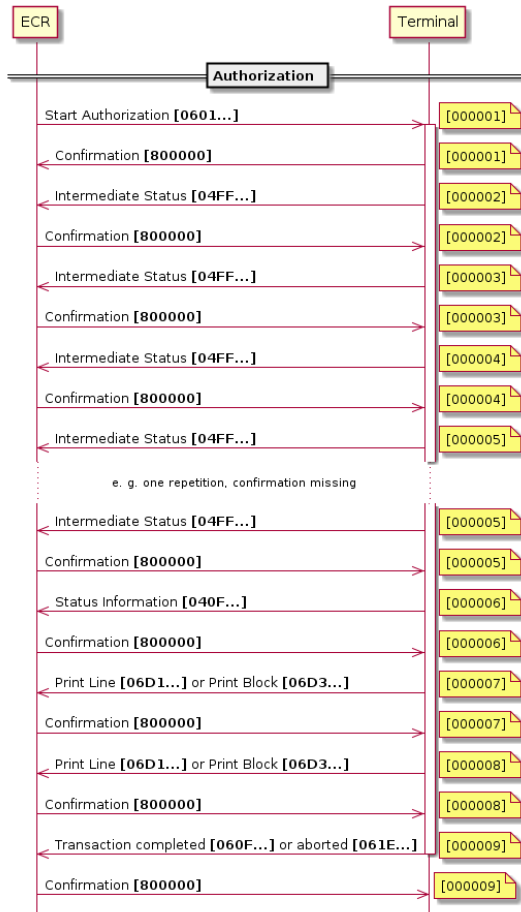 ECR Terminal
Authorization
Start Authorization [0601...] [000001]
Confirmation [800000] [000001]
Intermediate Status [04FF...] [000002]
Confirmation [800000] [000002]
Intermediate Status [04FF...] [000003]
Confirmation [800000] [000003]
Intermediate Status [04FF...] [000004]
Confirmation [800000] [000004]
Intermediate Status [04FF...] [000005]
e. g. one repetition, confirmation missing
Intermediate Status [04FF...] [000005]
Confirmation [800000] [000005]
Status Information [040F...] [000006]
Confirmation [800000] [000006]
Print Line [06D1...] or Print Block [06D3...] [000007]
Confirmation [800000] [000007]
Print Line [06D1...] or Print Block [06D3...] [000008]
Confirmation [800000] [000008]
Transaction completed [060F...] or aborted [061E...] [000009]
Confirmation [800000] [000009]